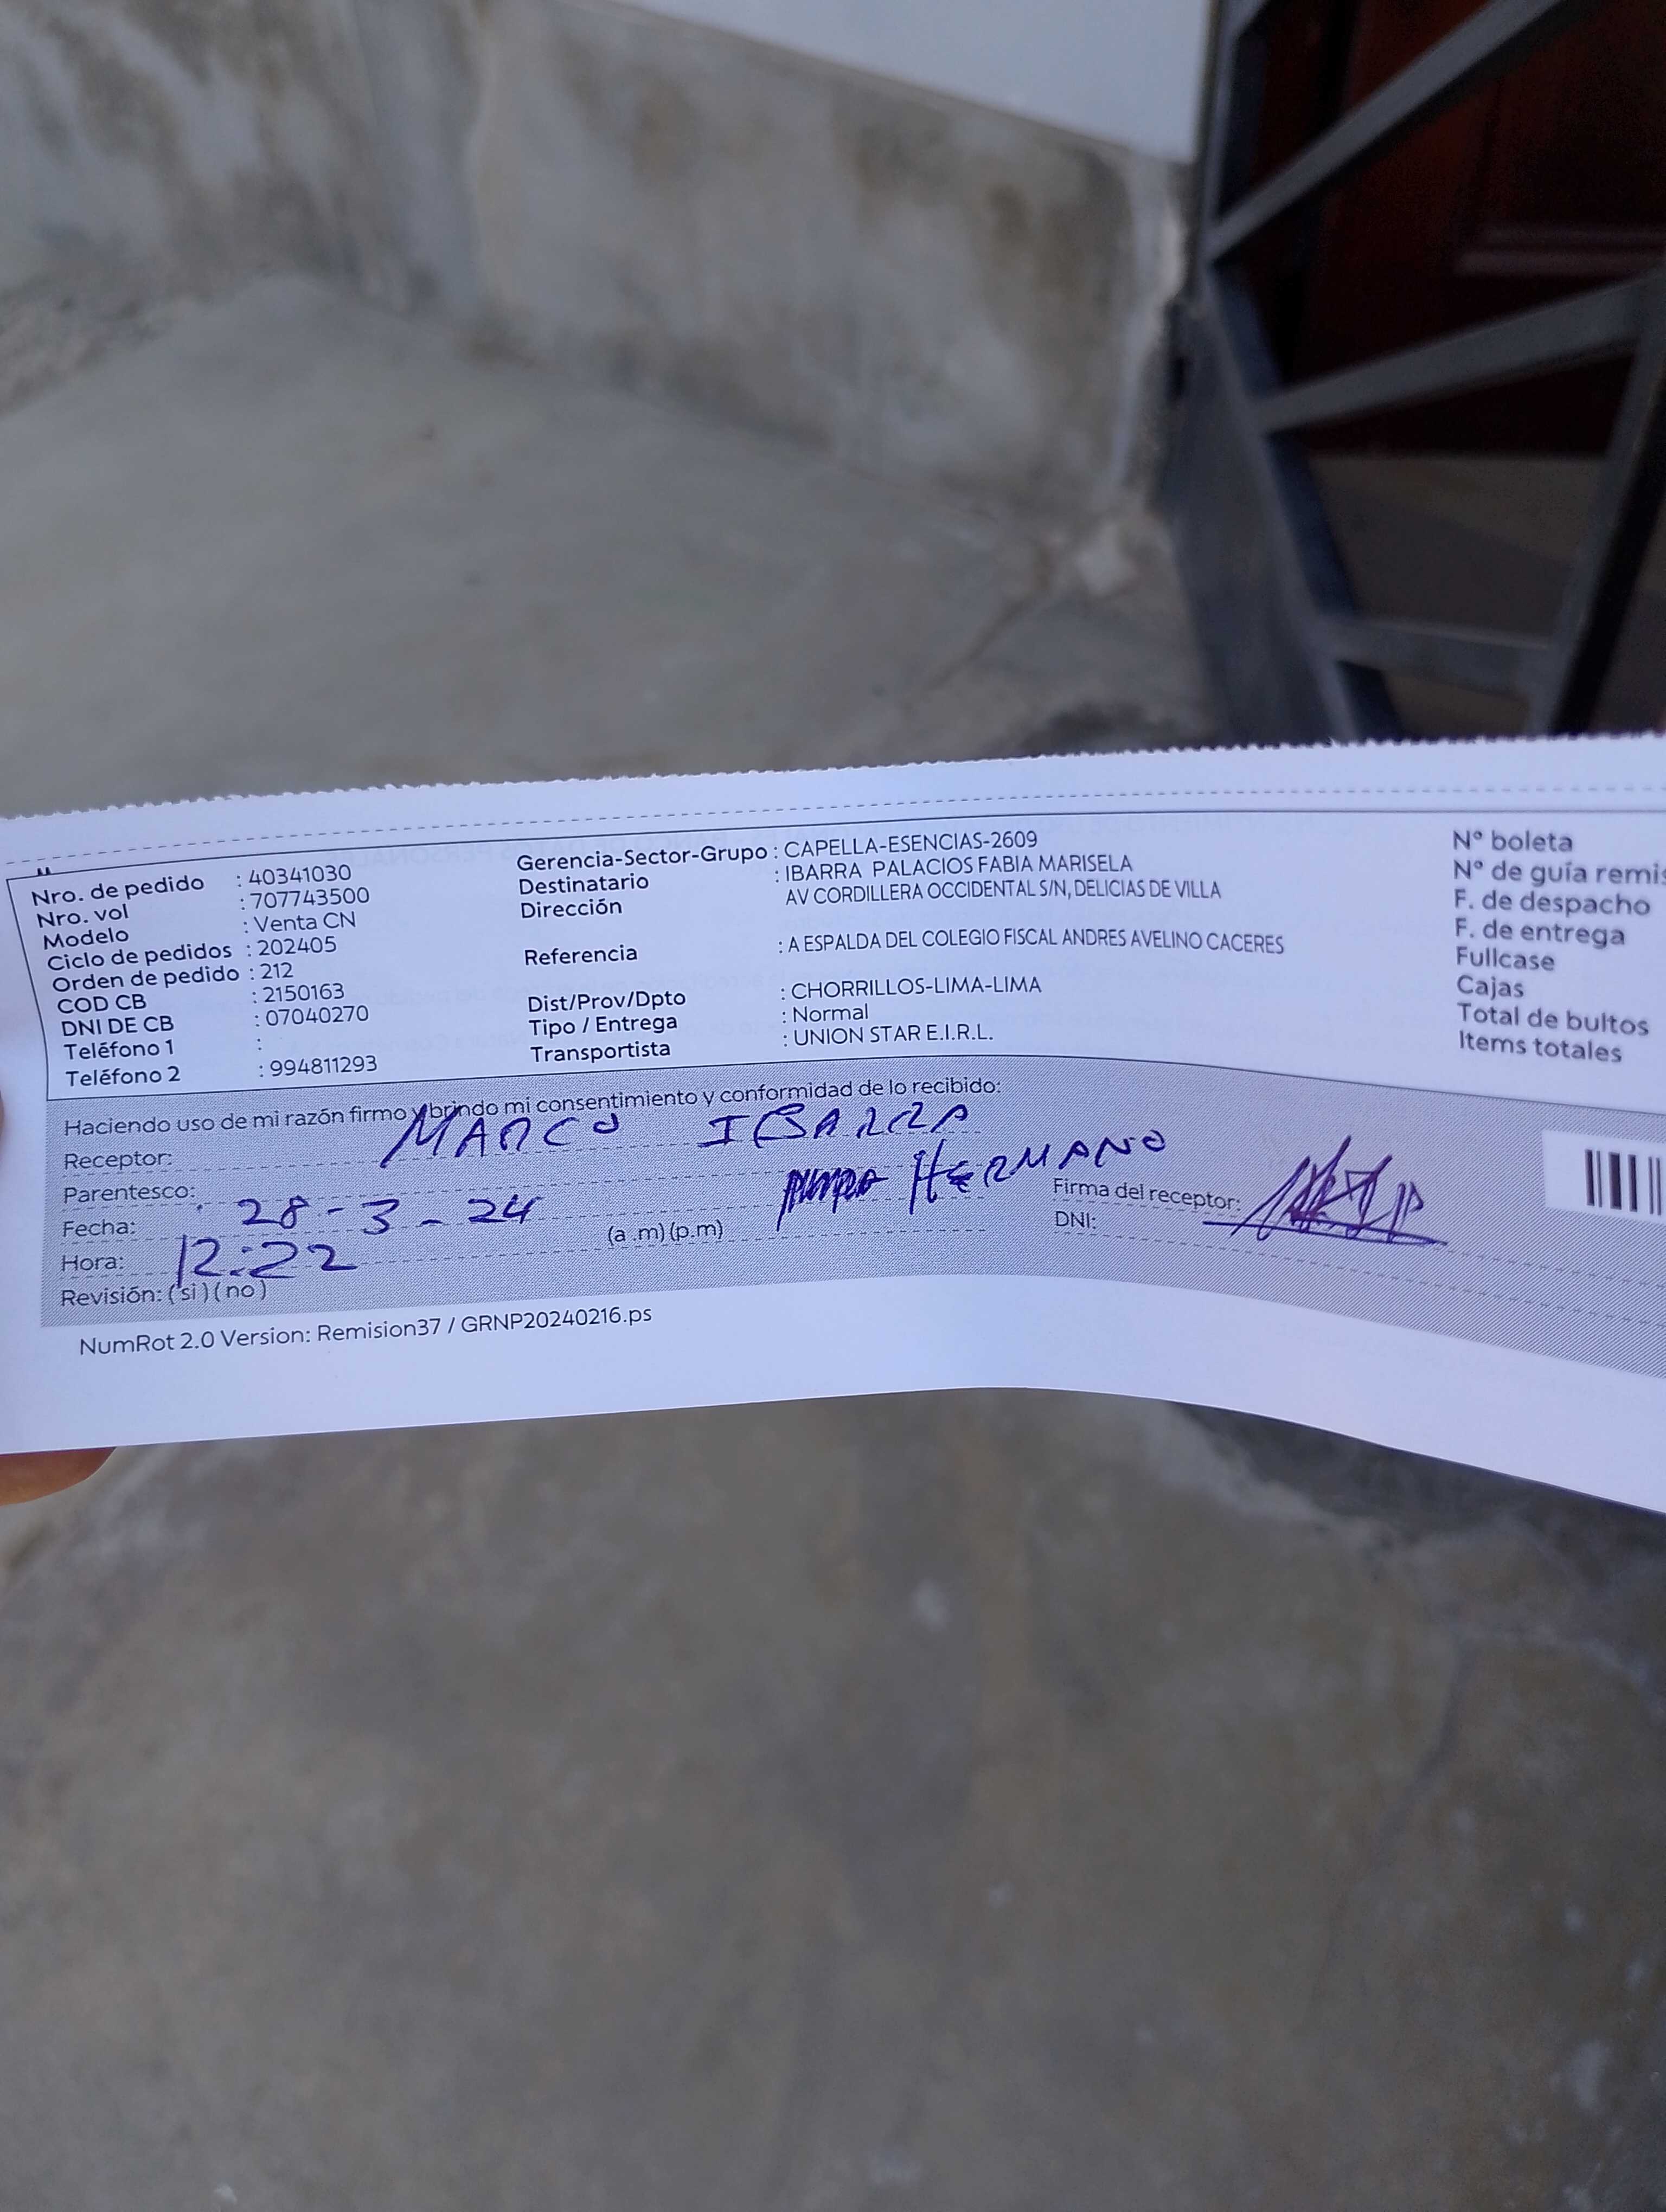 Nro. de pedido : 40341030
Nro. vol : 707743500
Modelo : Venta CN
Ciclo de pedidos : 202405
Orden de pedido : 212
COD CB : 2150163
DNI DE CB : 07040270
Teléfono 1 :
Teléfono 2 : 994811293
Gerencia-Sector-Grupo : CAPELLA-ESENCIAS-2609
Destinatario : IBARRA PALACIOS FABIA MARISELA
Dirección AV CORDILLERA OCCIDENTAL S/N, DELICIAS DE VILLA
Referencia : A ESPALDA DEL COLEGIO FISCAL ANDRES AVELINO CACERES
Dist/Prov/Dpto : CHORRILLOS-LIMA-LIMA
Tipo / Entrega : Normal
Transportista : UNION STAR E.I.R.L.
N° boleta
N° de guía remis
F. de despacho
F. de entrega
Fullcase
Cajas
Total de bultos
Items totales
Haciendo uso de mi razón firmo y brindo mi consentimiento y conformidad de lo recibido:
Receptor: MARCO IBARRA
Parentesco: HERMANO
Fecha: 28-3-24
Hora: 12:22 (a .m) (p.m)
Revisión: ( si ) ( no )
Firma del receptor:
DNI:
NumRot 2.0 Version: Remision37 / GRNP20240216.ps